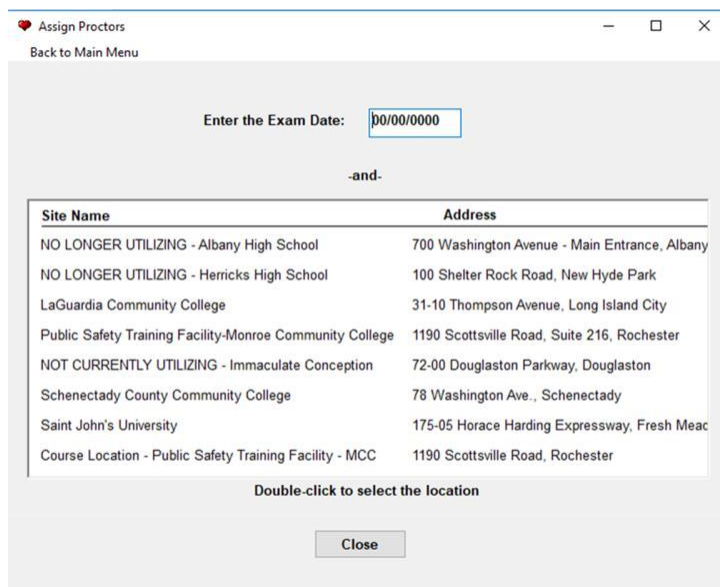 Assign Proctors
Back to Main Menu
Enter the Exam Date: 00/00/0000
-and-
Site Name Address
NO LONGER UTILIZING - Albany High School 700 Washington Avenue - Main Entrance, Albany
NO LONGER UTILIZING - Herricks High School 100 Shelter Rock Road, New Hyde Park
LaGuardia Community College 31-10 Thompson Avenue, Long Island City
Public Safety Training Facility-Monroe Community College 1190 Scottsville Road, Suite 216, Rochester
NOT CURRENTLY UTILIZING - Immaculate Conception 72-00 Douglaston Parkway, Douglaston
Schenectady County Community College 78 Washington Ave., Schenectady
Saint John's University 175-05 Horace Harding Expressway, Fresh Mead
Course Location - Public Safety Training Facility - MCC 1190 Scottsville Road, Rochester
Double-click to select the location
Close